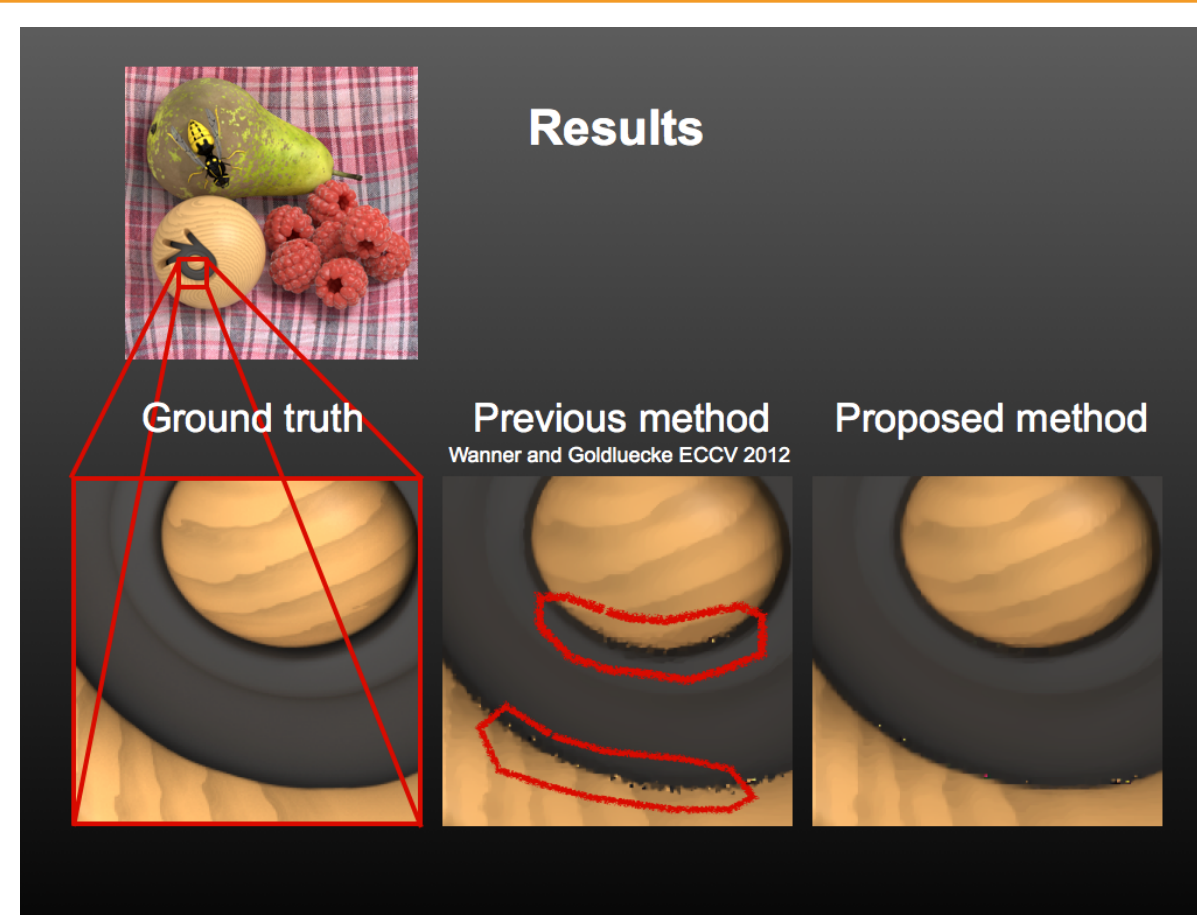 Results
Ground truth
Previous method
Wanner and Goldluecke ECCV 2012
Proposed method